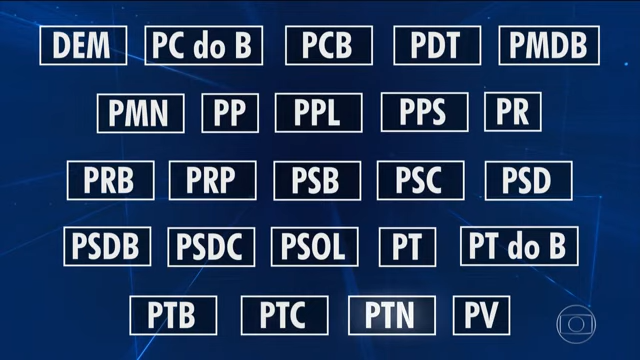 DEM PC do B PCB PDT PMDB
PMN PP PPL PPS PR
PRB PRP PSB PSC PSD
PSDB PSDC PSOL PT PT do B
PTB PTC PTN PV